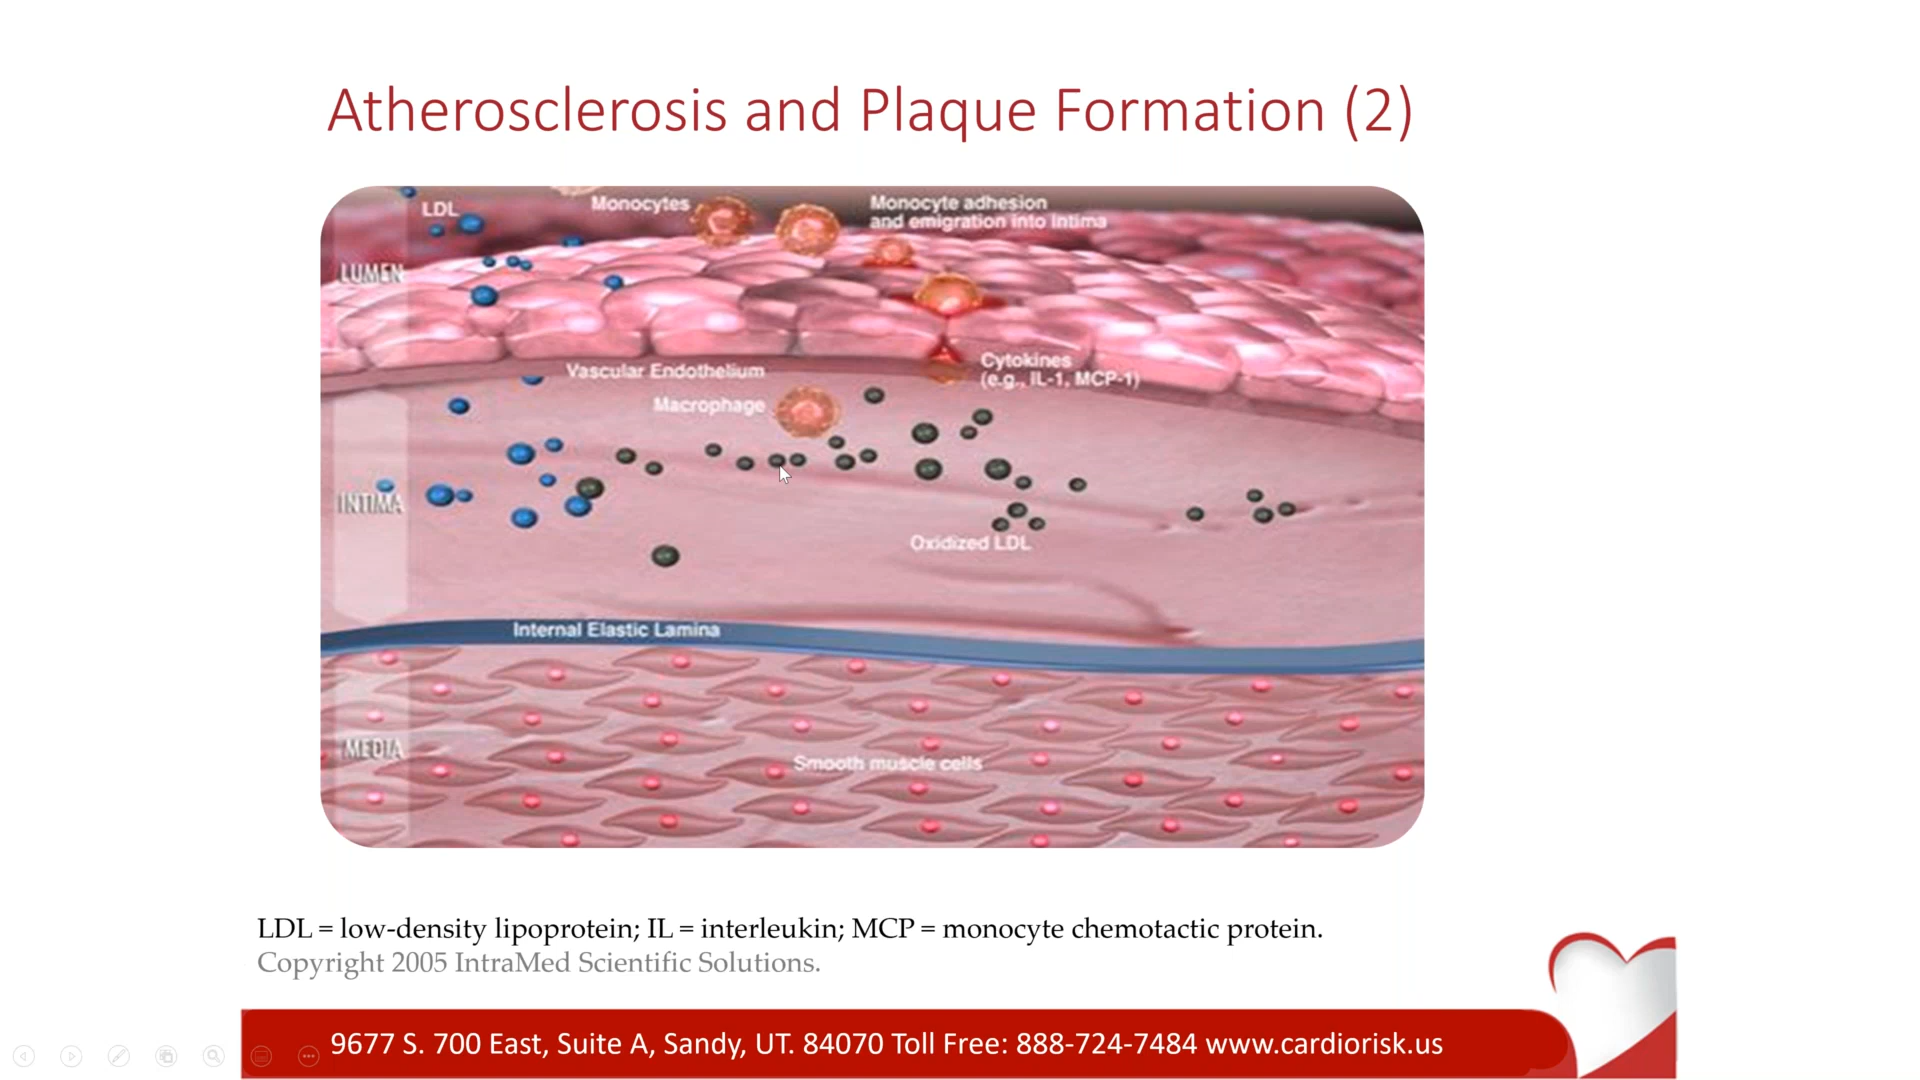 Atherosclerosis and Plaque Formation (2)
LDL
Monocytes
Monocyte adhesion
and emigration into Intima
LUMEN
Vascular Endothelium
Cytokines
(e.g., IL-1, MCP-1)
Macrophage
INTIMA
Oxidized LDL
Internal Elastic Lamina
MEDIA
Smooth muscle cells
LDL = low-density lipoprotein; IL = interleukin; MCP = monocyte chemotactic protein.
Copyright 2005 IntraMed Scientific Solutions.
9677 S. 700 East, Suite A, Sandy, UT. 84070 Toll Free: 888-724-7484 www.cardiorisk.us